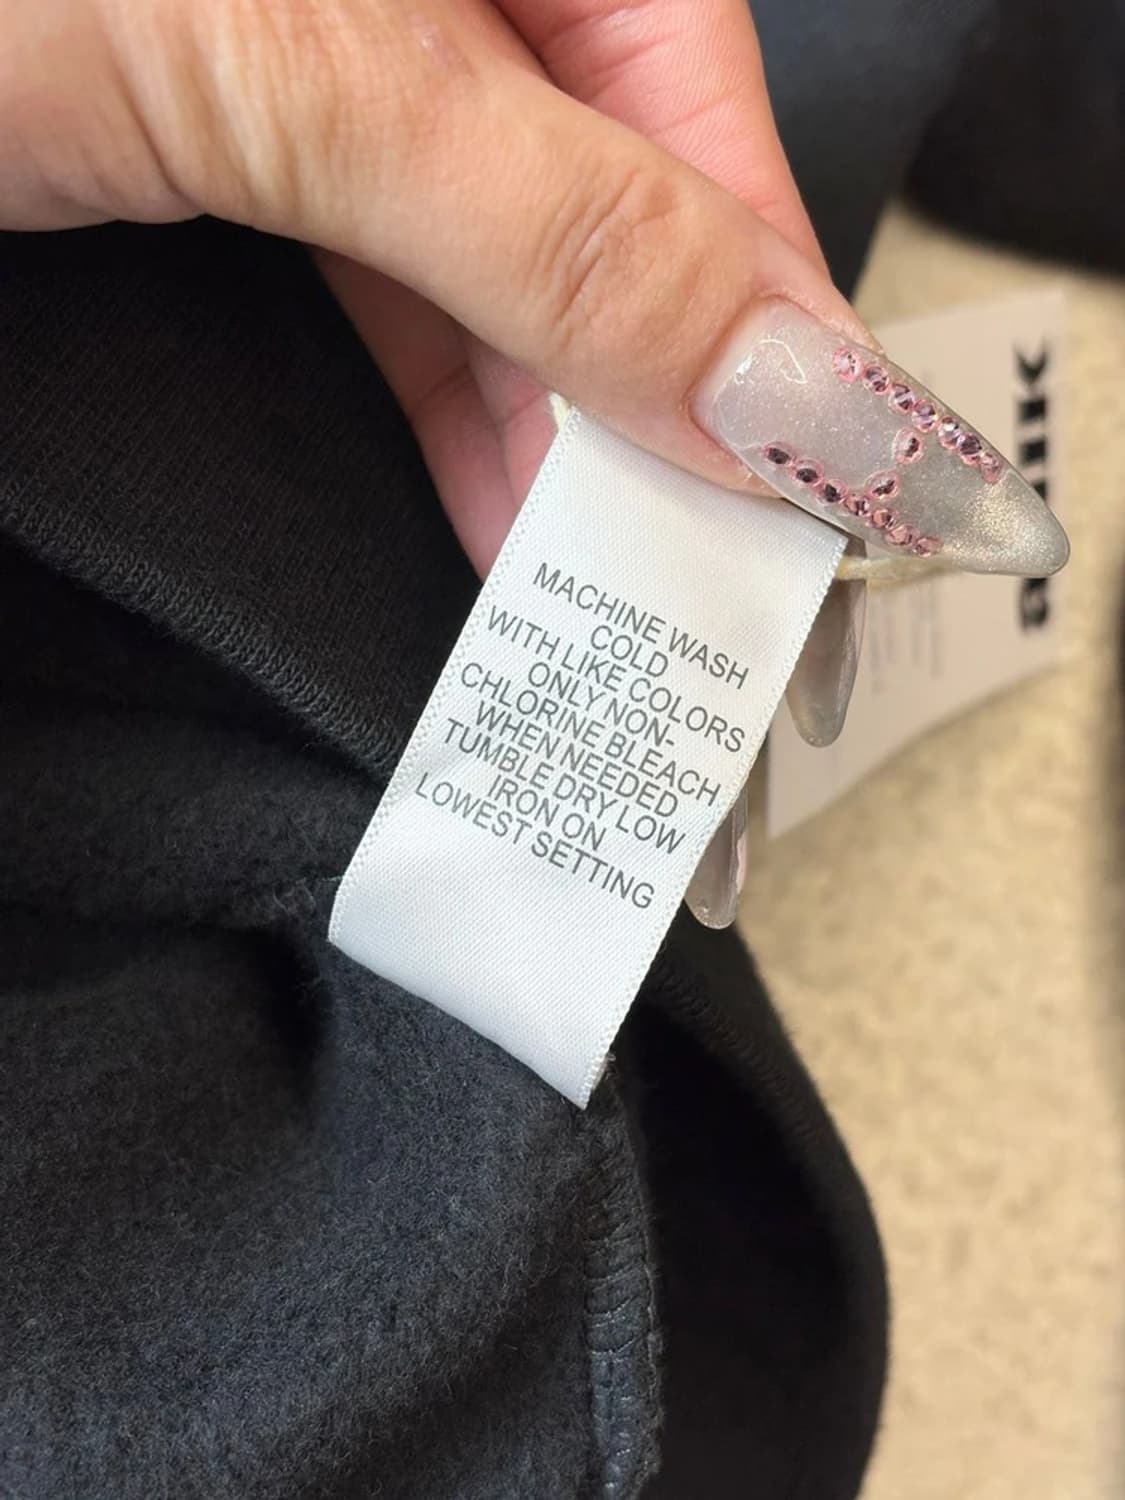 MACHINE WASH
COLD
WITH LIKE COLORS
ONLY NON-
CHLORINE BLEACH
WHEN NEEDED
TUMBLE DRY LOW
IRON ON
LOWEST SETTING